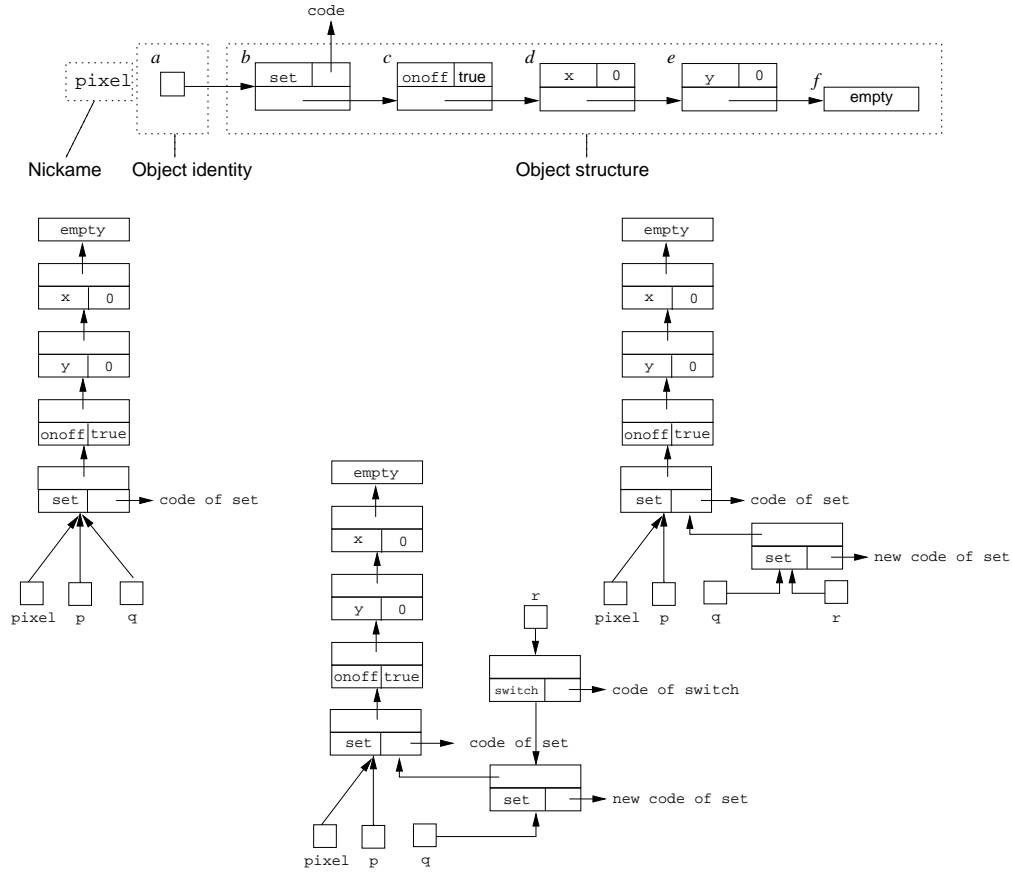 code
a b c d e f
pixel
set
onoff true
x 0
y 0
empty
Nickame Object identity Object structure
empty
x 0
y 0
onoff true
set
code of set
pixel p q
empty
x 0
y 0
onoff true
set
code of set
r
switch
code of switch
set
new code of set
pixel p q
empty
x 0
y 0
onoff true
set
code of set
set
new code of set
pixel p q r